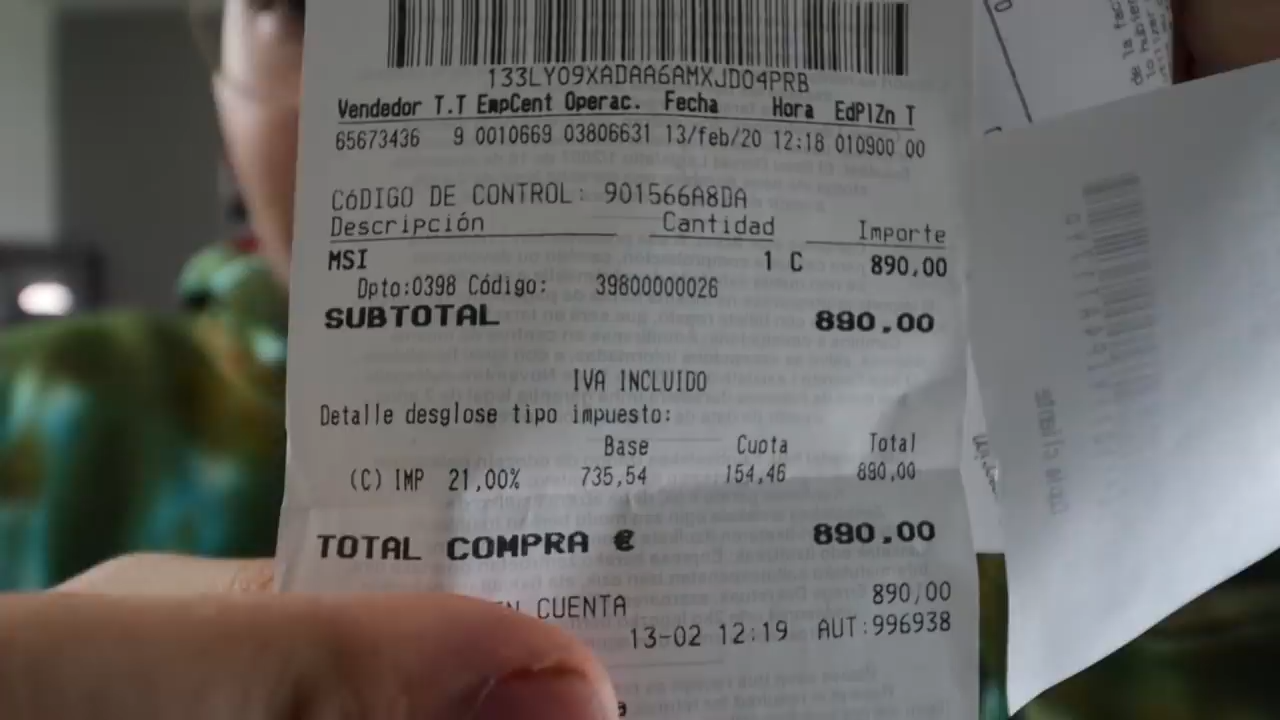 133LY09XADAA6AMXJD04PRB
Vendedor T.T EmpCent Operac. Fecha Hora EdPlZn T
65673436 9 0010669 03806631 13/feb/20 12:18 010900 00
CóDIGO DE CONTROL: 901566A8DA
Descripción Cantidad Importe
MSI 1 C 890,00
Dpto:0398 Código: 39800000026
SUBTOTAL 890.00
IVA INCLUIDO
Detalle desglose tipo impuesto:
Base Cuota Total
(C) IMP 21,00% 735,54 154,46 890,00
TOTAL COMPRA € 890.00
CUENTA 890,00
13-02 12:19 AUT:996938
de la fac